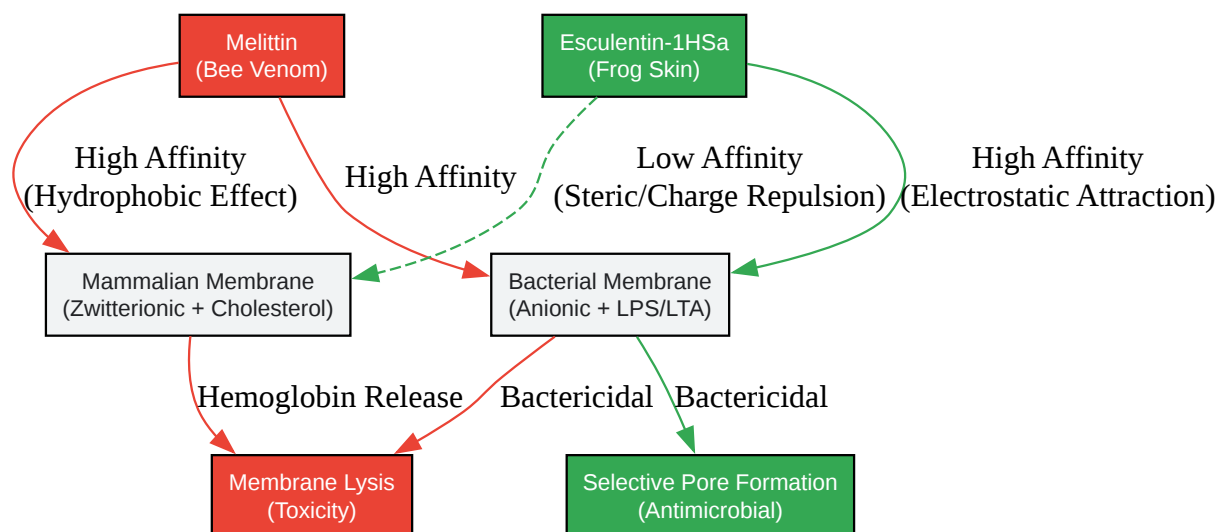 Melittin
(Bee Venom)
Esculentin-1HSa
(Frog Skin)
High Affinity
(Hydrophobic Effect)
High Affinity
Low Affinity
(Steric/Charge Repulsion)
High Affinity
(Electrostatic Attraction)
Mammalian Membrane
(Zwitterionic + Cholesterol)
Bacterial Membrane
(Anionic + LPS/LTA)
Hemoglobin Release
Bactericidal
Bactericidal
Membrane Lysis
(Toxicity)
Selective Pore Formation
(Antimicrobial)